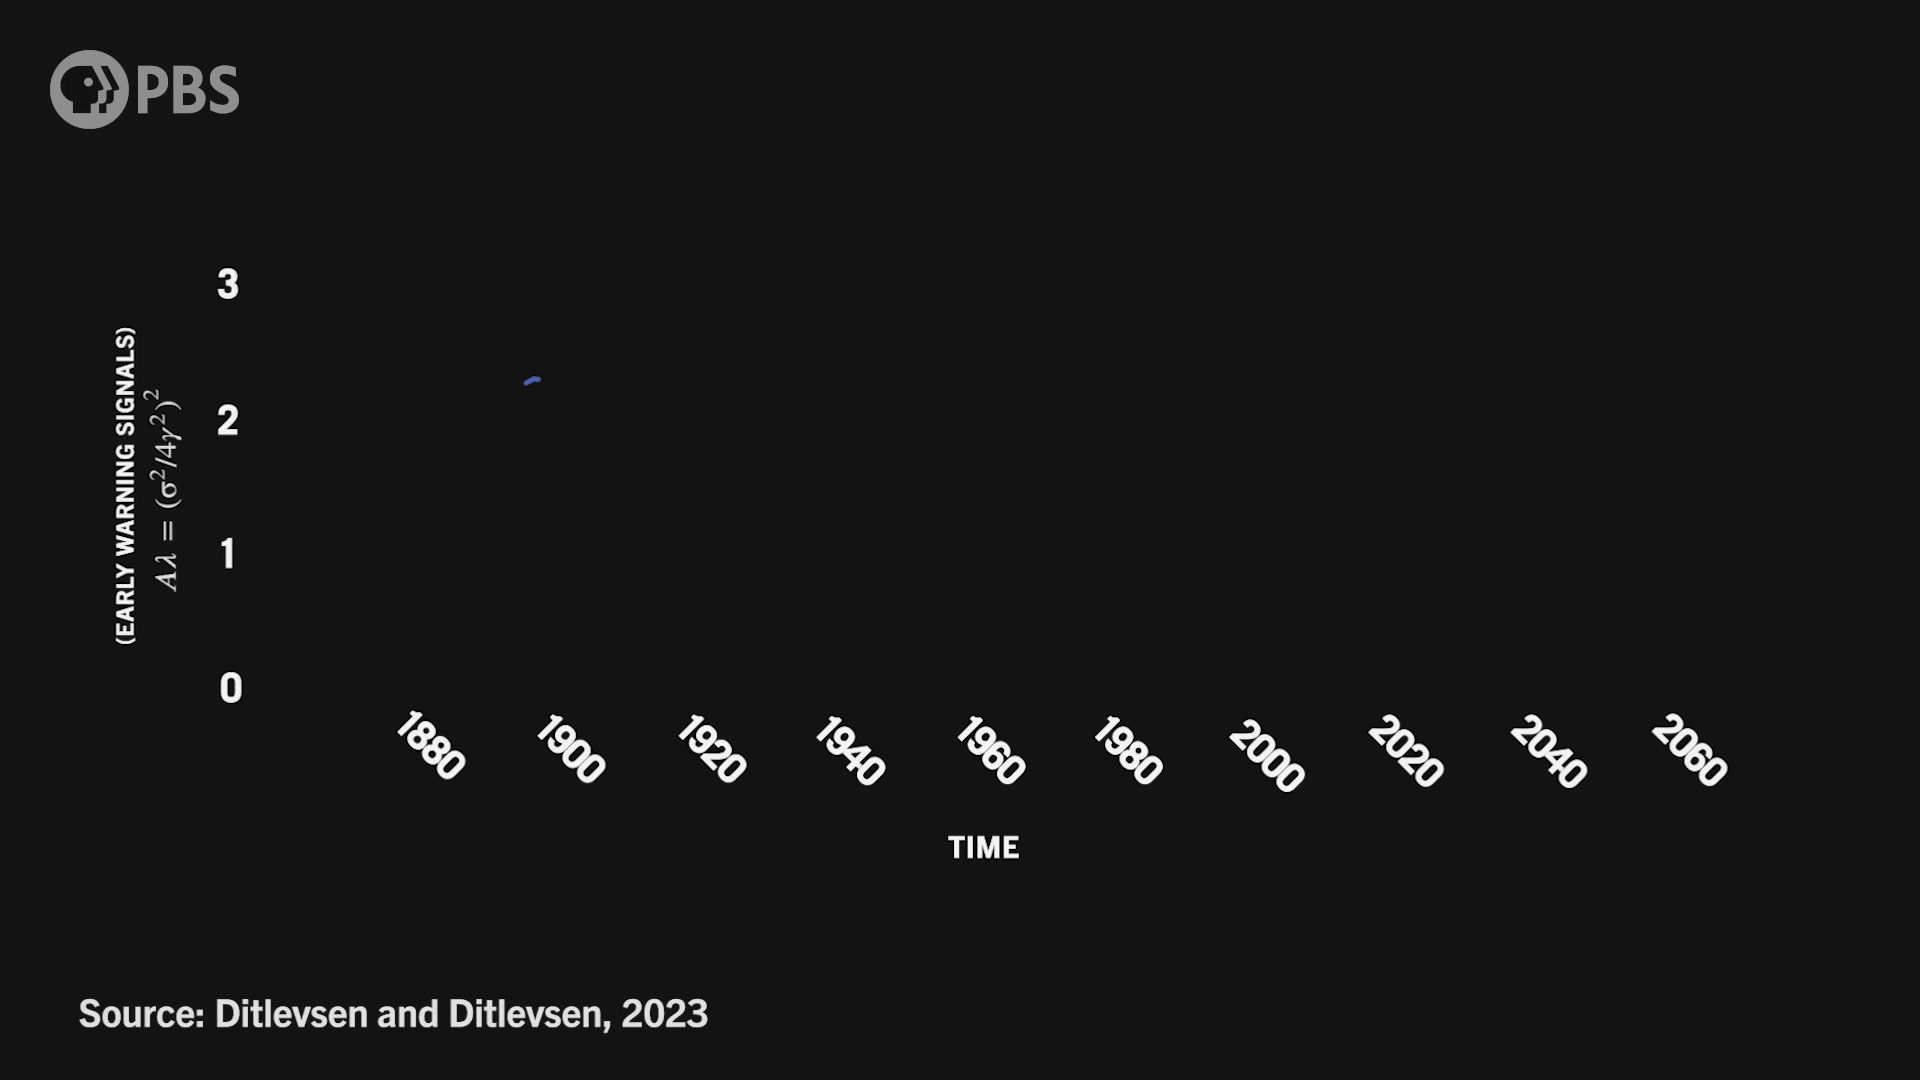 PBS
3
2
1
0
(EARLY WARNING SIGNALS)
Aλ = (σ²/4γ²)²
1880
1900
1920
1940
1960
1980
2000
2020
2040
2060
TIME
Source: Ditlevsen and Ditlevsen, 2023